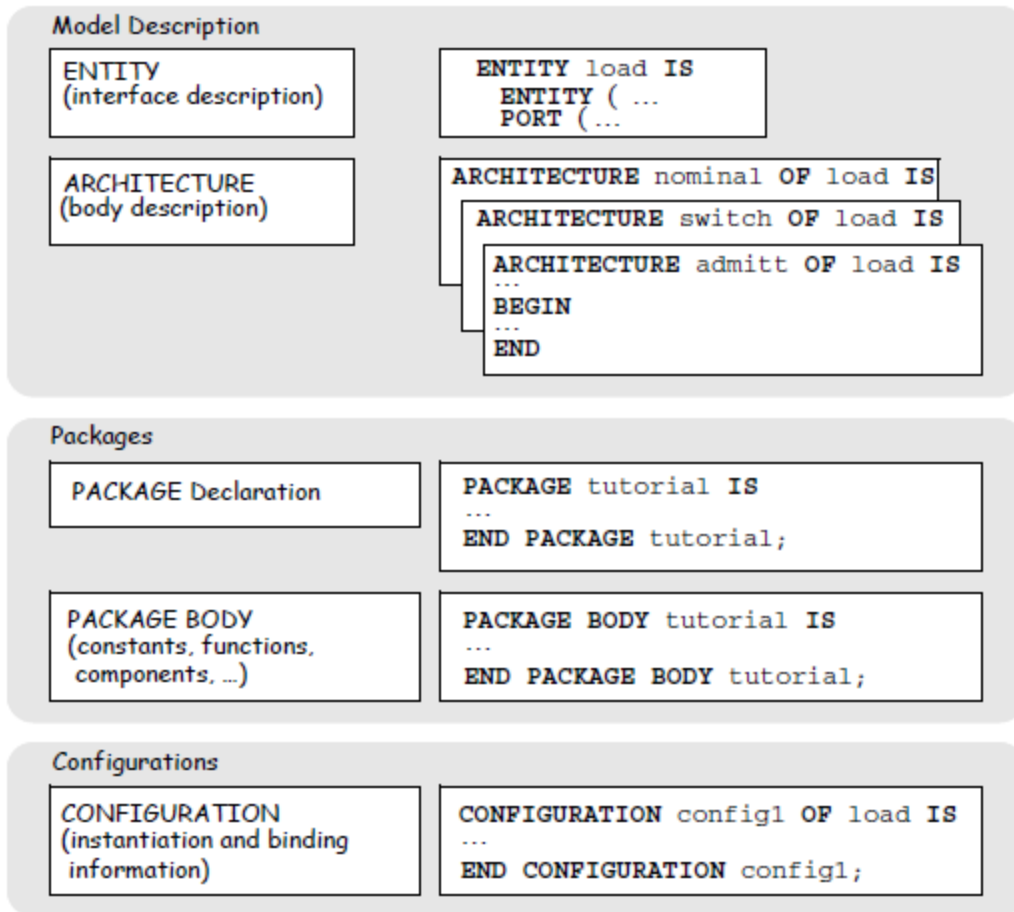 Model Description
ENTITY
(interface description)
ENTITY load IS
ENTITY ( ...
PORT (...
ARCHITECTURE
(body description)
ARCHITECTURE nominal OF load IS
ARCHITECTURE switch OF load IS
ARCHITECTURE admitt OF load IS
...
BEGIN
...
END
Packages
PACKAGE Declaration
PACKAGE tutorial IS
...
END PACKAGE tutorial;
PACKAGE BODY
(constants, functions,
components, ...)
PACKAGE BODY tutorial IS
...
END PACKAGE BODY tutorial;
Configurations
CONFIGURATION
(instantiation and binding
information)
CONFIGURATION config1 OF load IS
...
END CONFIGURATION config1;